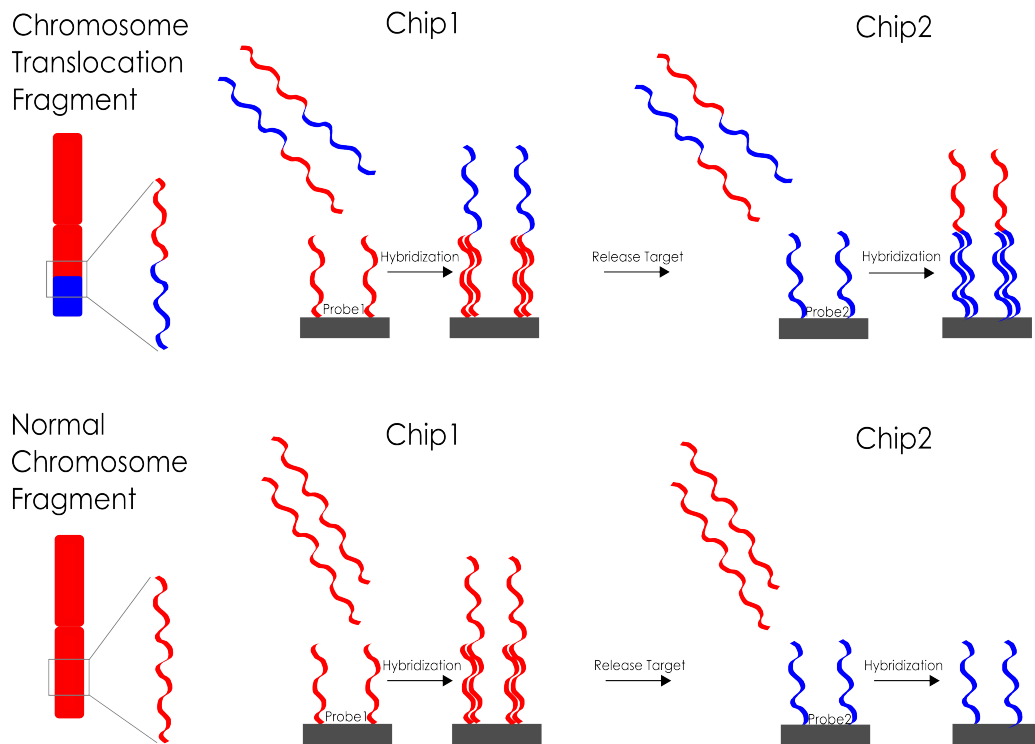 Chromosome
Translocation
Fragment
Chip1
Chip2
Hybridization
Release Target
Hybridization
Probe1
Probe2
Normal
Chromosome
Fragment
Chip1
Chip2
Hybridization
Release Target
Hybridization
Probe1
Probe2